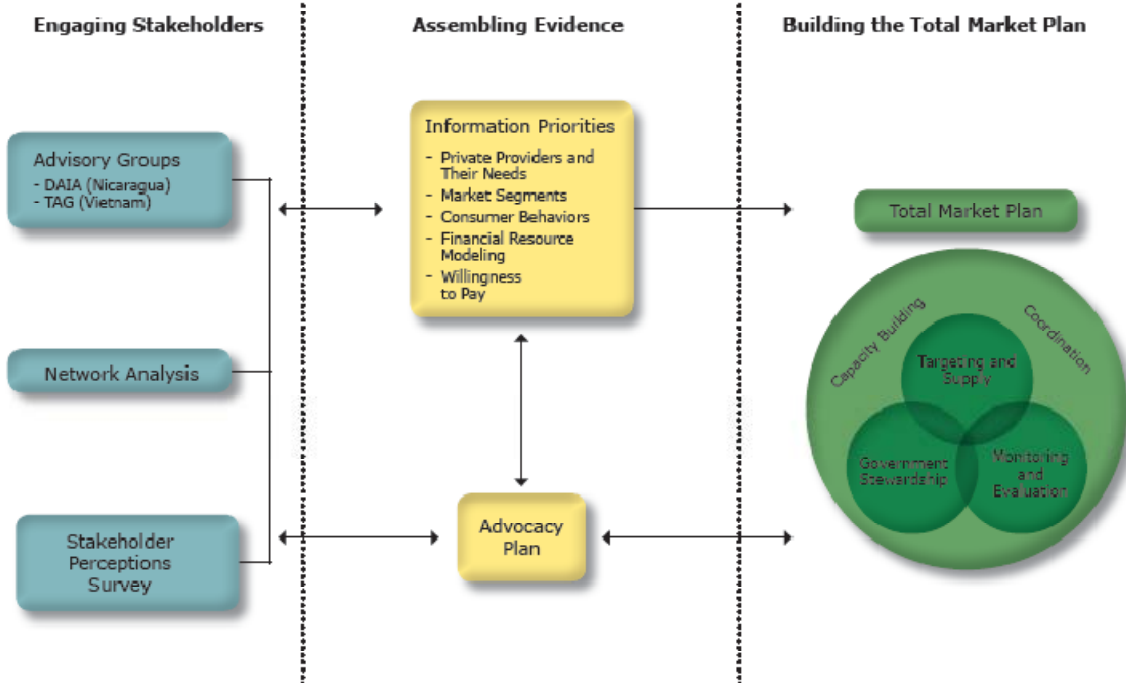 Engaging Stakeholders
Assembling Evidence
Building the Total Market Plan
Advisory Groups
- DAIA (Nicaragua)
- TAG (Vietnam)
Network Analysis
Stakeholder
Perceptions
Survey
Information Priorities
- Private Providers and
Their Needs
- Market Segments
- Consumer Behaviors
- Financial Resource
Modeling
- Willingness
to Pay
Advocacy
Plan
Total Market Plan
Capacity Building
Coordination
Targeting and
Supply
Government
Stewardship
Monitoring
and
Evaluation